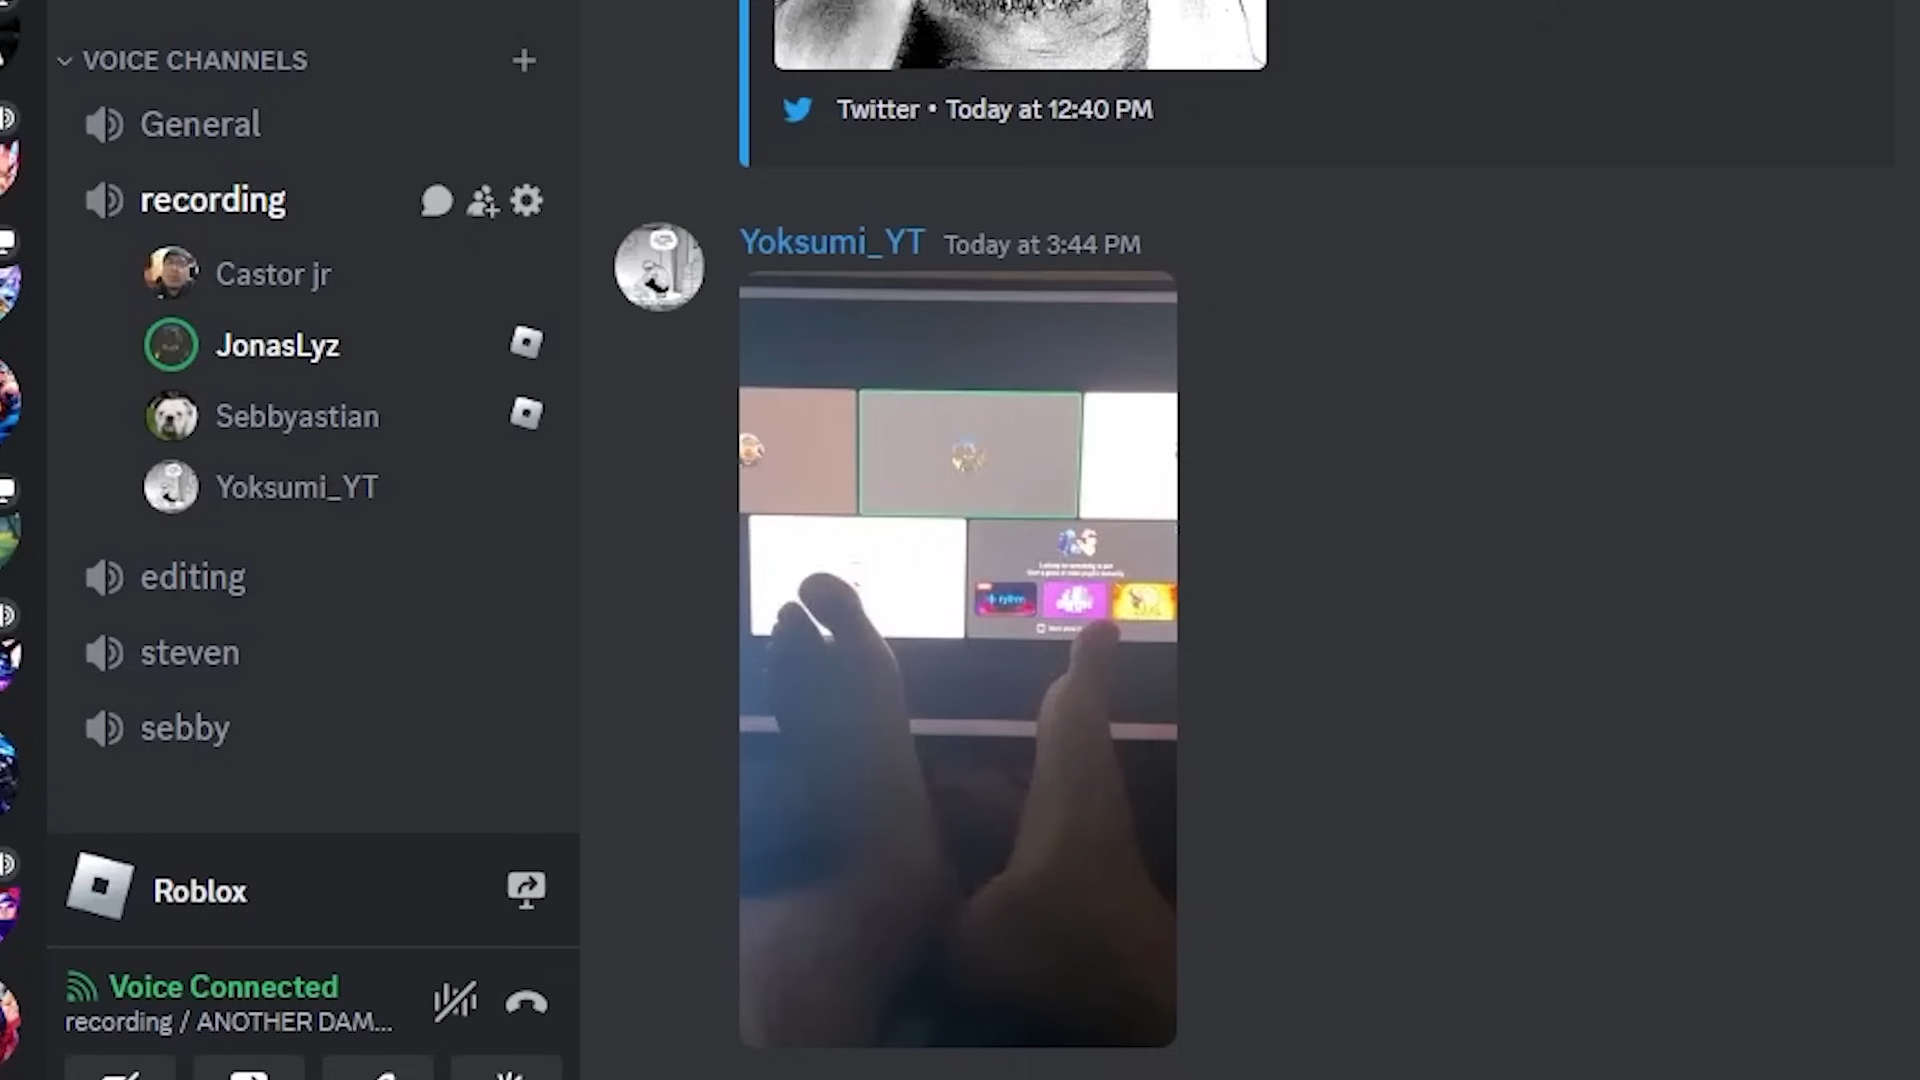 VOICE CHANNELS
General
recording
Castor jr
JonasLyz
Sebbyastian
Yoksumi_YT
editing
steven
sebby
Roblox
Voice Connected
recording / ANOTHER DAM...
Twitter • Today at 12:40 PM
Yoksumi_YT Today at 3:44 PM
rythm